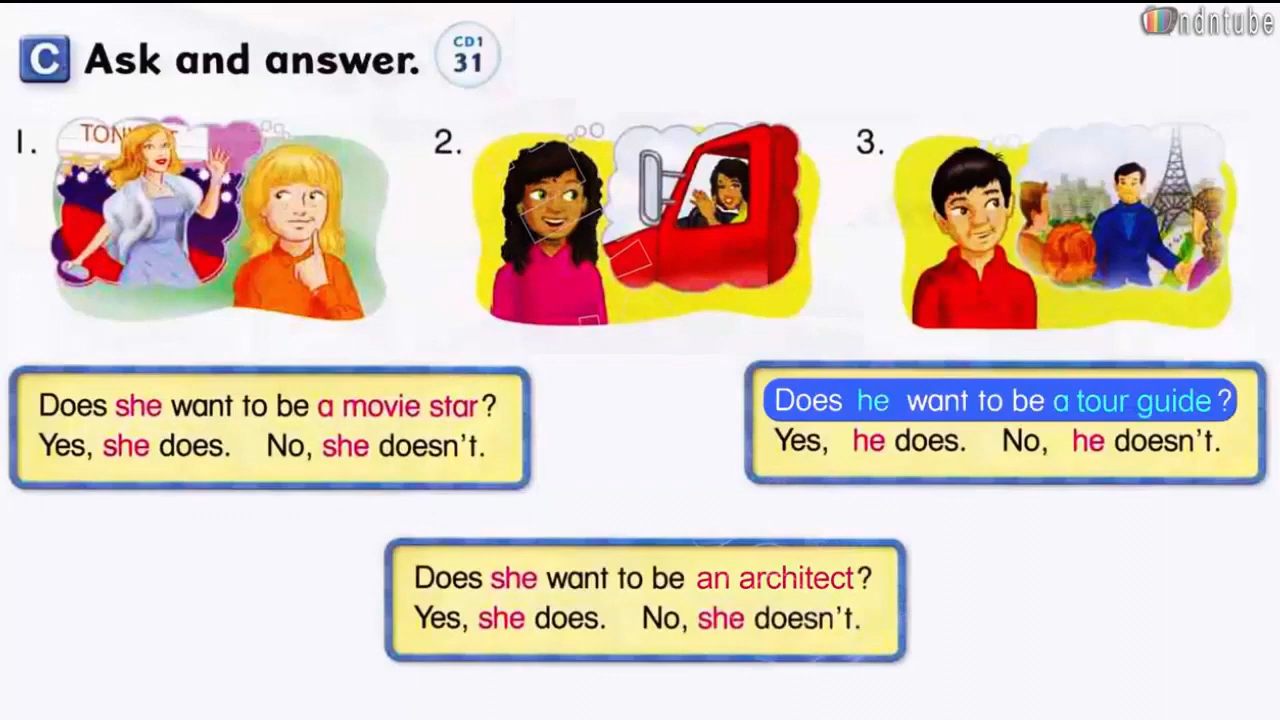 ndntube
C Ask and answer. CD1 31
1.
TON
2.
3.
Does she want to be a movie star?
Yes, she does. No, she doesn't.
Does he want to be a tour guide?
Yes, he does. No, he doesn't.
Does she want to be an architect?
Yes, she does. No, she doesn't.